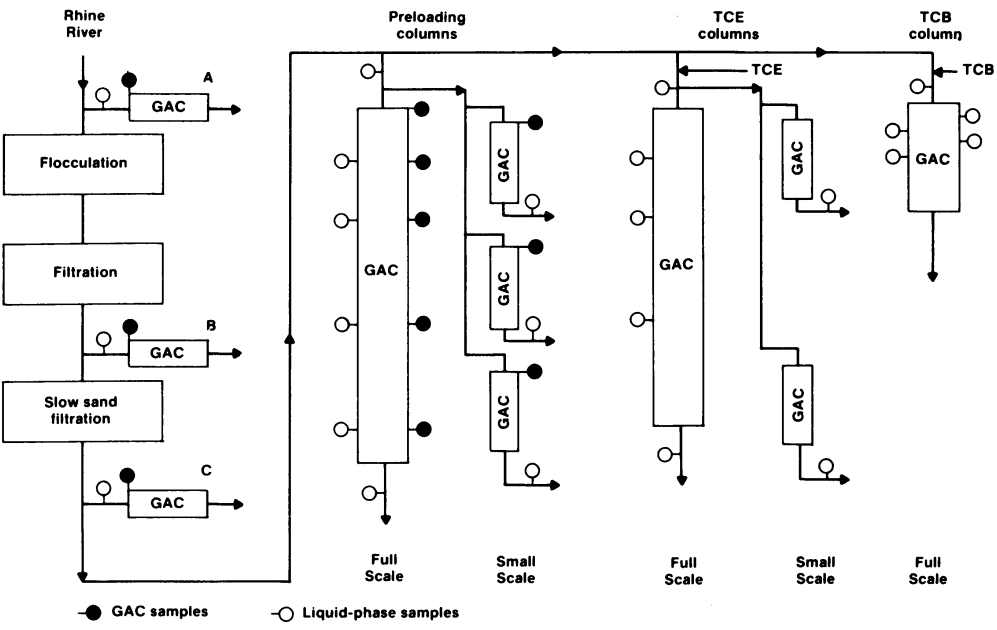 Rhine
River
Preloading
columns
TCE
columns
TCB
column
A
GAC
TCE
TCB
Flocculation
GAC
GAC
GAC
Filtration
GAC
GAC
GAC
B
GAC
Slow sand
filtration
GAC
GAC
C
GAC
Full
Scale
Small
Scale
Full
Scale
Small
Scale
Full
Scale
GAC samples
Liquid-phase samples